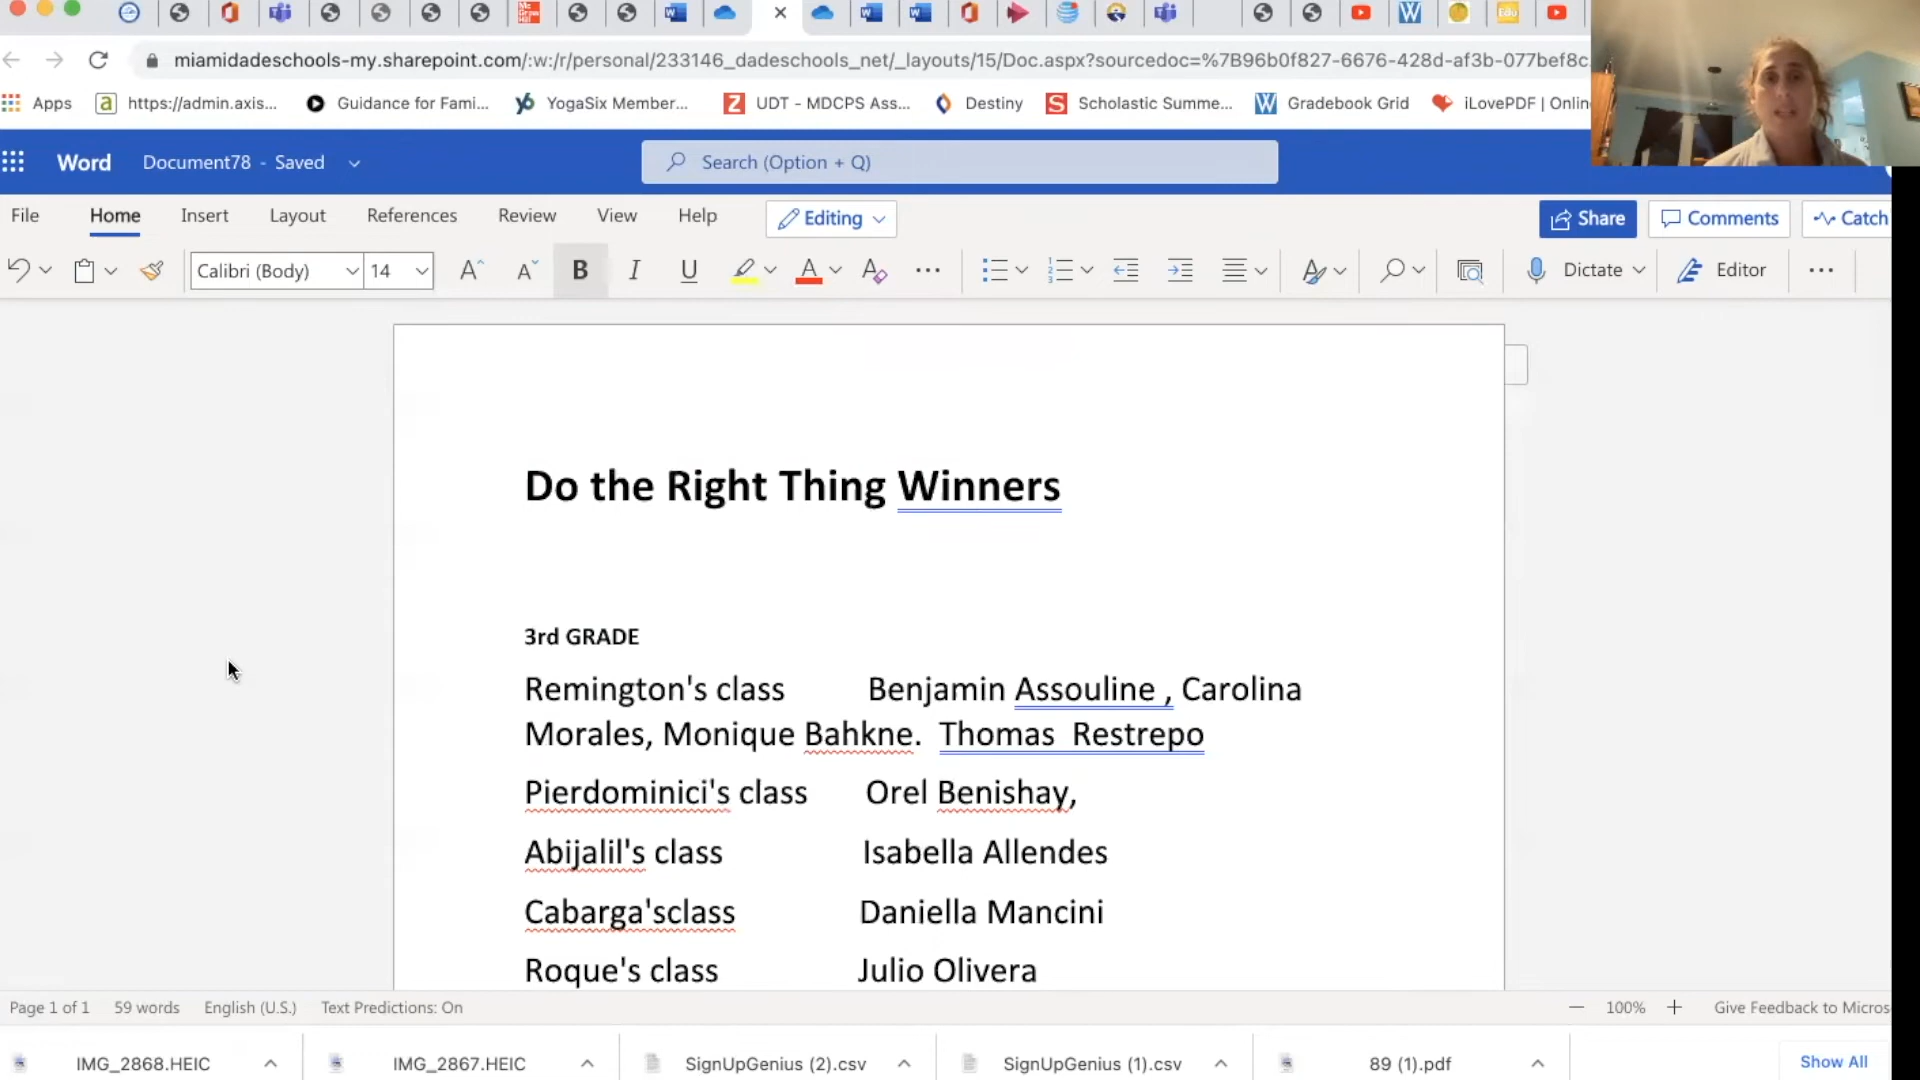 miamidadeschools-my.sharepoint.com/:w:/r/personal/233146_dadeschools_net/_layouts/15/Doc.aspx?sourcedoc=%7B96b0f827-6676-428d-af3b-077bef8c
Apps https://admin.axis... Guidance for Fami... YogaSix Member... UDT - MDCPS Ass... Destiny Scholastic Summe... Gradebook Grid iLovePDF | Onlin
Word Document78 - Saved Search (Option + Q)
File Home Insert Layout References Review View Help Editing Share Comments Catch
Calibri (Body) 14 B I U Dictate Editor
Do the Right Thing Winners
3rd GRADE
Remington's class Benjamin Assouline , Carolina
Morales, Monique Bahkne. Thomas Restrepo
Pierdominici's class Orel Benishay,
Abijalil's class Isabella Allendes
Cabarga'sclass Daniella Mancini
Roque's class Julio Olivera
Page 1 of 1 59 words English (U.S.) Text Predictions: On 100% Give Feedback to Micros
IMG_2868.HEIC IMG_2867.HEIC SignUpGenius (2).csv SignUpGenius (1).csv 89 (1).pdf Show All